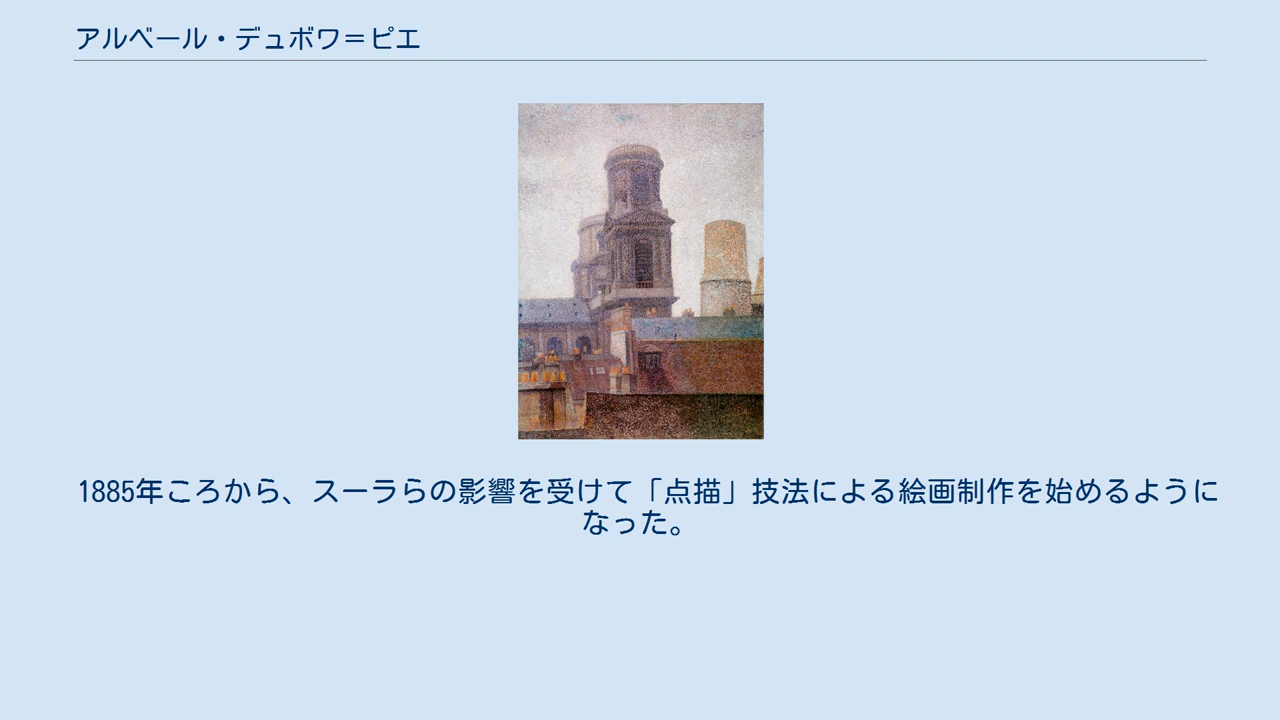 アルベール・デュボワ＝ピエ
1885年ころから、スーラらの影響を受けて「点描」技法による絵画制作を始めるように
なった。